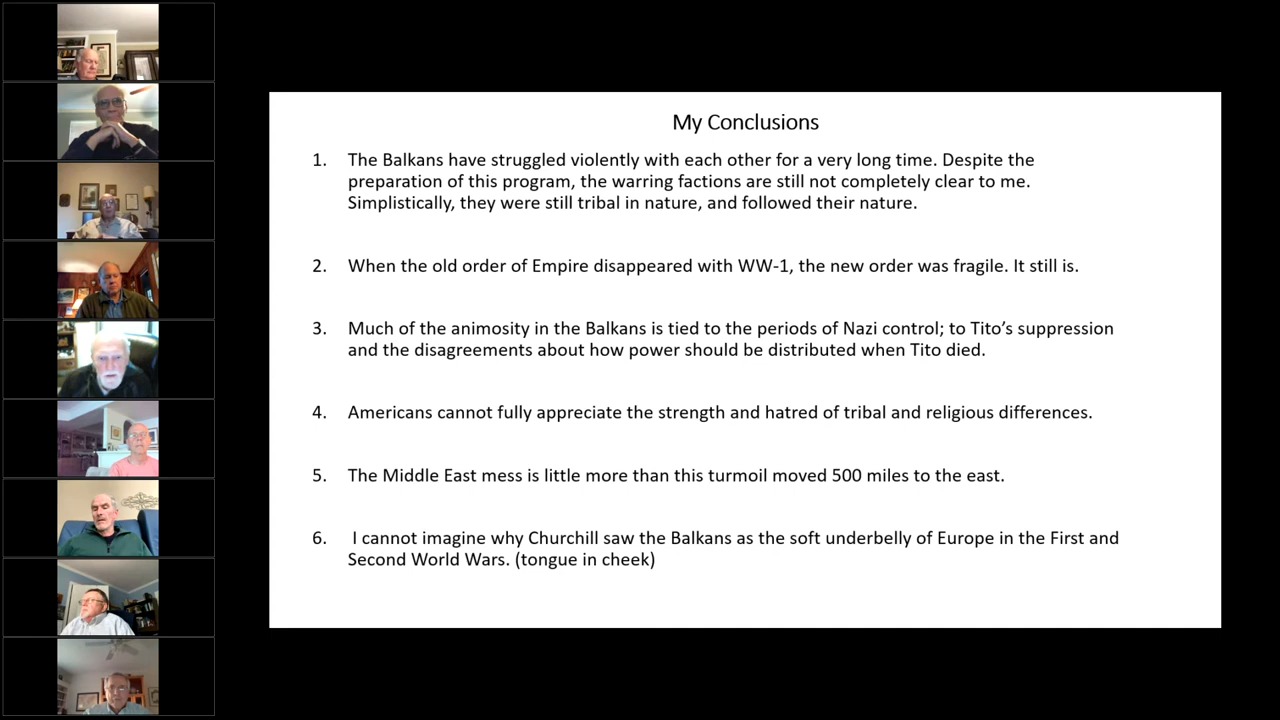 My Conclusions
1. The Balkans have struggled violently with each other for a very long time. Despite the
preparation of this program, the warring factions are still not completely clear to me.
Simplistically, they were still tribal in nature, and followed their nature.
2. When the old order of Empire disappeared with WW-1, the new order was fragile. It still is.
3. Much of the animosity in the Balkans is tied to the periods of Nazi control; to Tito’s suppression
and the disagreements about how power should be distributed when Tito died.
4. Americans cannot fully appreciate the strength and hatred of tribal and religious differences.
5. The Middle East mess is little more than this turmoil moved 500 miles to the east.
6. I cannot imagine why Churchill saw the Balkans as the soft underbelly of Europe in the First and
Second World Wars. (tongue in cheek)